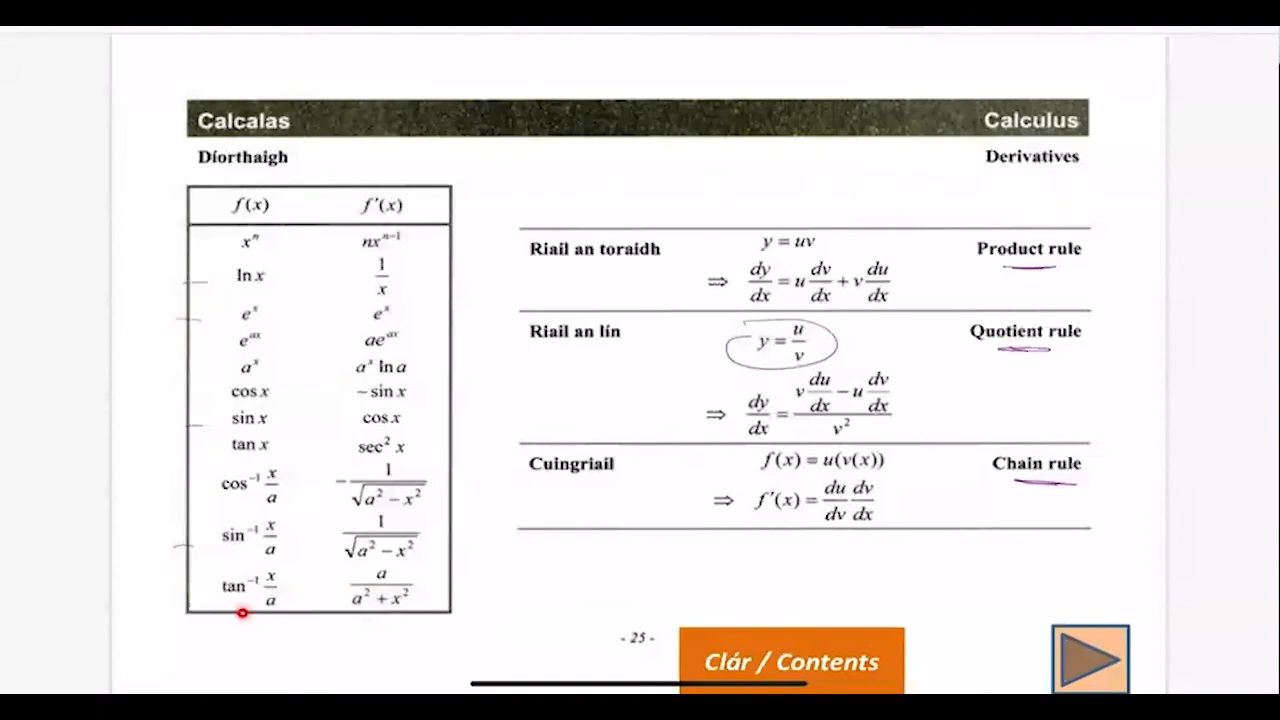 Calcalas Calculus
Díorthaigh Derivatives
f(x) f'(x)
xⁿ nxⁿ⁻¹
ln x 1/x
eˣ eˣ
eᵃˣ aeᵃˣ
aˣ aˣ ln a
cos x − sin x
sin x cos x
tan x sec² x
cos⁻¹ x/a −1/√(a² − x²)
sin⁻¹ x/a 1/√(a² − x²)
tan⁻¹ x/a a/(a² + x²)
Riail an toraidh y = uv Product rule
⇒ dy/dx = u dv/dx + v du/dx
Riail an lín y = u/v Quotient rule
⇒ dy/dx = (v du/dx − u dv/dx)/v²
Cuingriail f(x) = u(v(x)) Chain rule
⇒ f'(x) = du/dv dv/dx
- 25 -
Clár / Contents